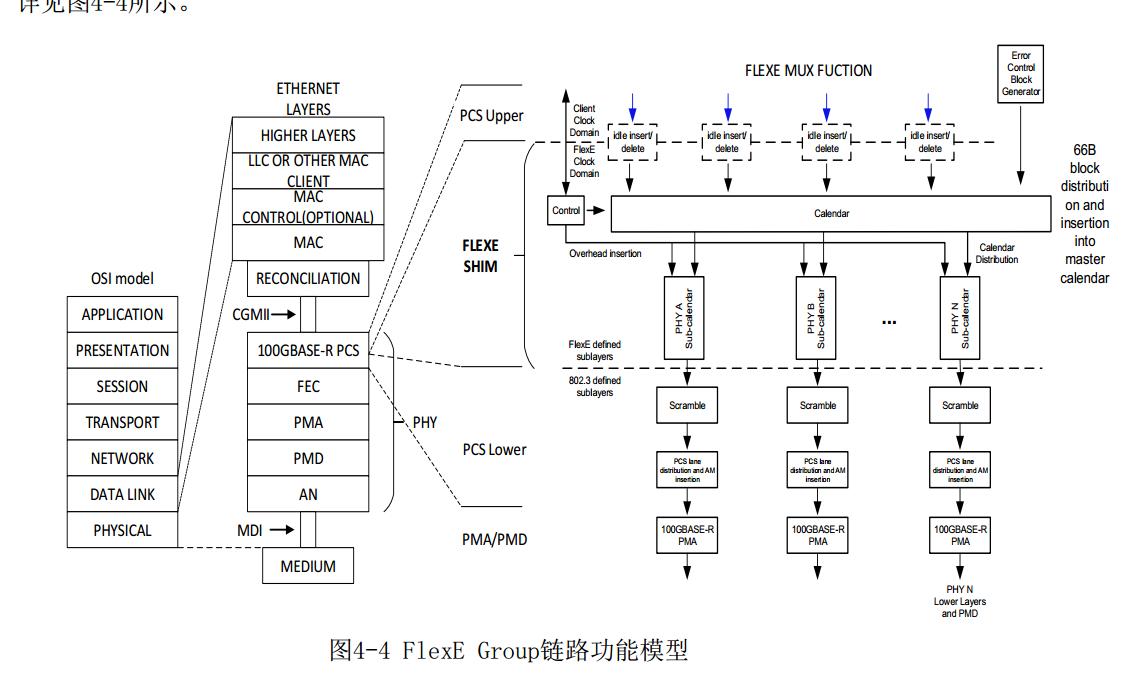 详见图4-4所示。
OSI model
APPLICATION
PRESENTATION
SESSION
TRANSPORT
NETWORK
DATA LINK
PHYSICAL
ETHERNET
LAYERS
HIGHER LAYERS
LLC OR OTHER MAC
CLIENT
MAC
CONTROL(OPTIONAL)
MAC
RECONCILIATION
CGMII
100GBASE-R PCS
FEC
PMA
PMD
AN
PHY
MDI
MEDIUM
PCS Upper
FLEXE
SHIM
PCS Lower
PMA/PMD
FLEXE MUX FUCTION
Error
Control
Block
Generator
Client
Clock
Domain
FlexE
Clock
Domain
idle insert/
delete
idle insert/
delete
idle insert/
delete
idle insert/
delete
66B
block
distributi
on and
insertion
into
master
calendar
Control
Calendar
Overhead insertion
Calendar
Distribution
PHY A
Sub-calendar
PHY B
Sub-calendar
...
PHY N
Sub-calendar
FlexE defined
sublayers
802.3 defined
sublayers
Scramble
Scramble
Scramble
PCS lane
distribution and AM
insertion
PCS lane
distribution and AM
insertion
PCS lane
distribution and AM
insertion
100GBASE-R
PMA
100GBASE-R
PMA
100GBASE-R
PMA
PHY N
Lower Layers
and PMD
图4-4 FlexE Group链路功能模型